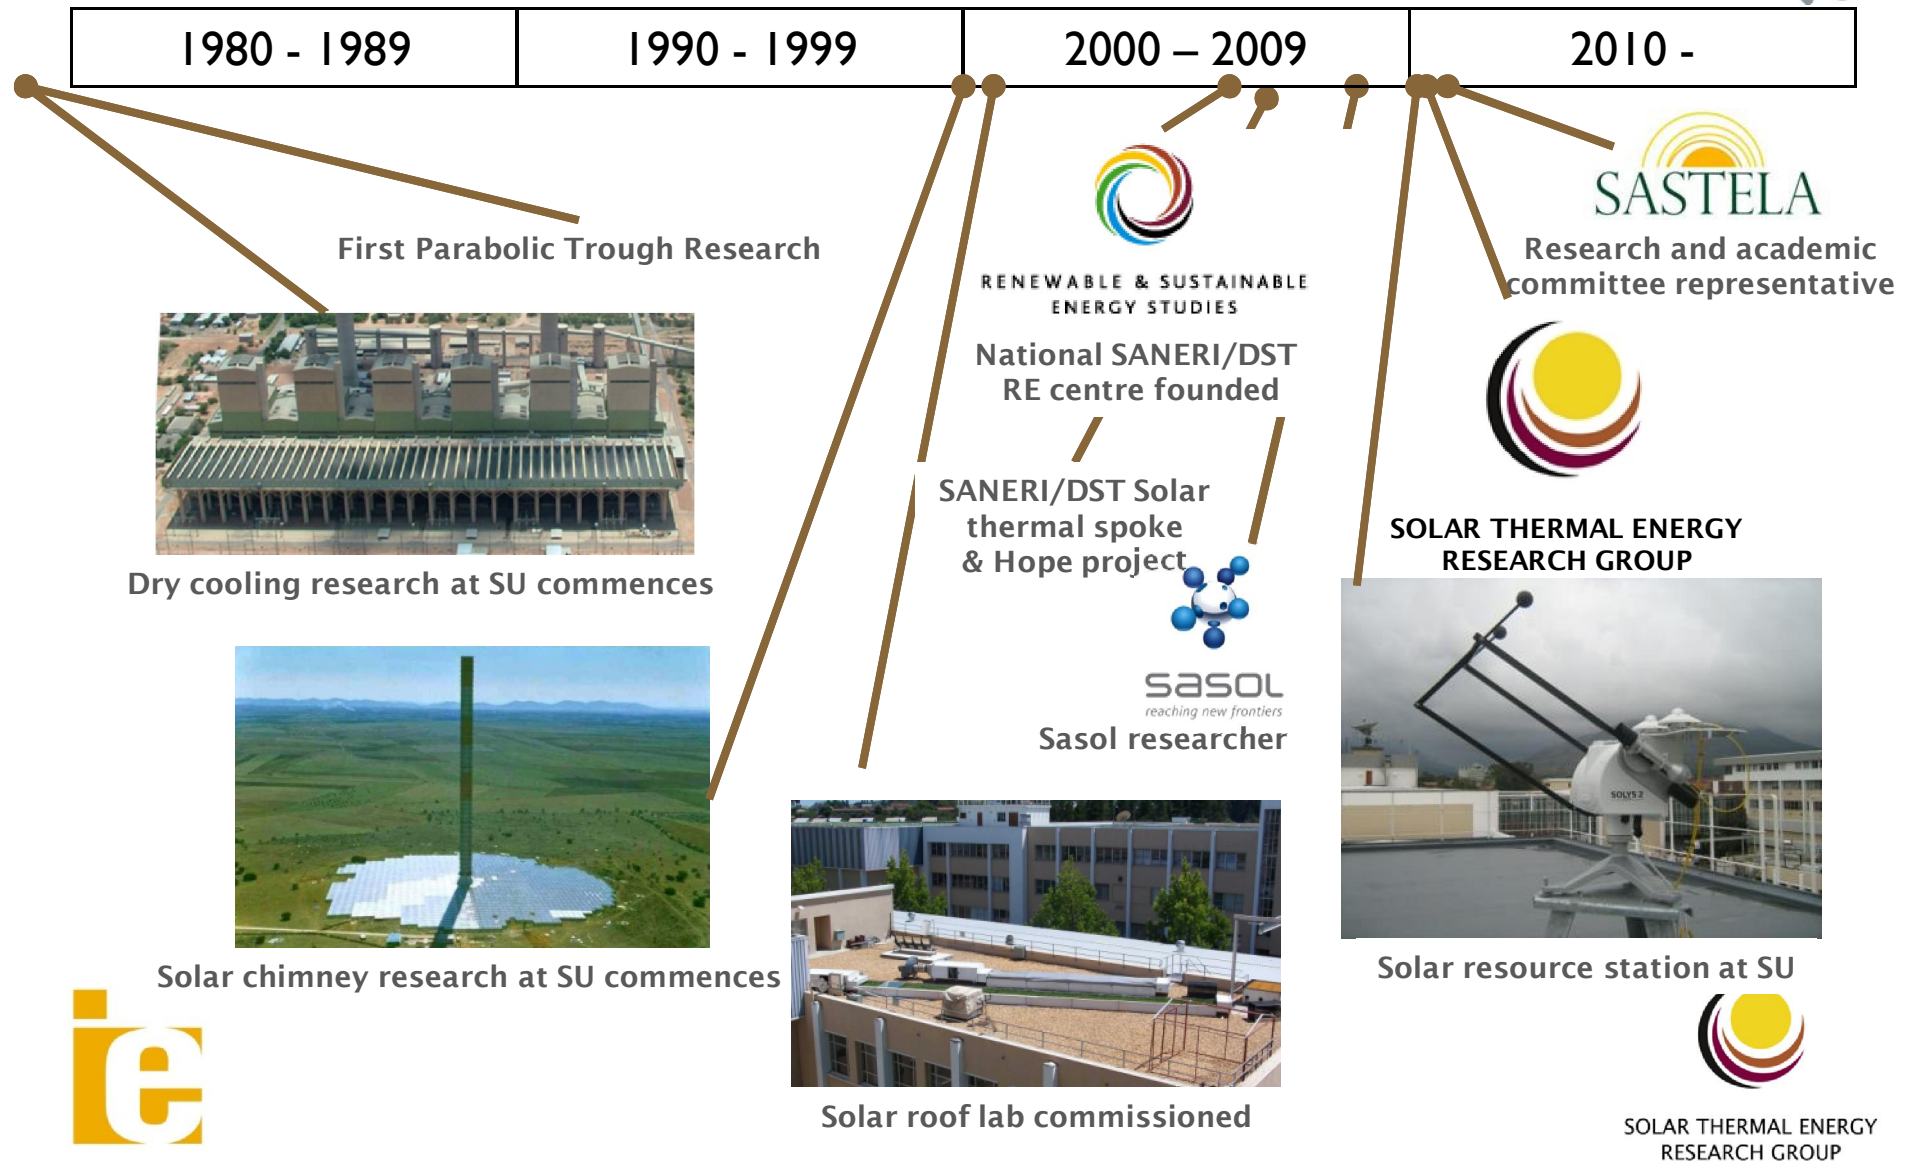 1980 - 1989
1990 - 1999
2000 – 2009
2010 -
First Parabolic Trough Research
Dry cooling research at SU commences
Solar chimney research at SU commences
RENEWABLE & SUSTAINABLE
ENERGY STUDIES
National SANERI/DST
RE centre founded
SANERI/DST Solar
thermal spoke
& Hope project
sasol
reaching new frontiers
Sasol researcher
Solar roof lab commissioned
SASTELA
Research and academic
committee representative
SOLAR THERMAL ENERGY
RESEARCH GROUP
SOLYS 2
Solar resource station at SU
ie
SOLAR THERMAL ENERGY
RESEARCH GROUP